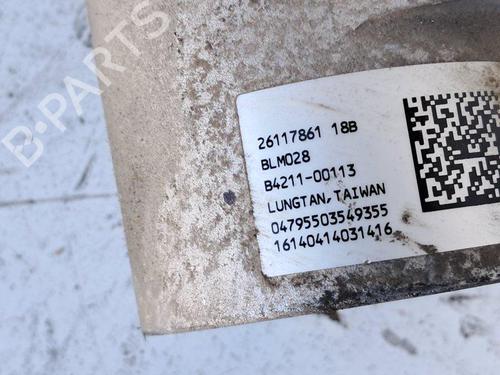 B-PARTS
26117861 18B
BLM028
B4211-00113
LUNGTAN, TAIWAN
04795503549355
16140414031416